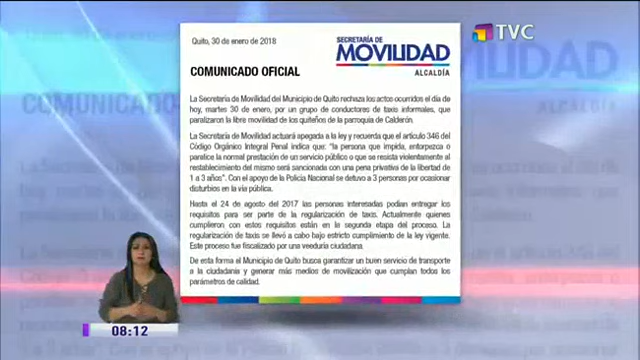 TVC
Quito, 30 de enero de 2018
SECRETARÍA DE
MOVILIDAD
ALCALDÍA
COMUNICADO OFICIAL
La Secretaría de Movilidad del Municipio de Quito rechaza los actos ocurridos el día de
hoy, martes 30 de enero, por un grupo de conductores de taxis informales, que
paralizaron la libre movilidad de los quiteños de la parroquia de Calderón.
La Secretaría de Movilidad actuará apegada a la ley y recuerda que el artículo 346 del
Código Orgánico Integral Penal indica que: "la persona que impida, entorpezca o
paralice la normal prestación de un servicio público o que se resista violentamente al
restablecimiento del mismo será sancionada con una pena privativa de la libertad de
1 a 3 años". Con el apoyo de la Policía Nacional se detuvo a 3 personas por ocasionar
disturbios en la vía pública.
Hasta el 24 de agosto del 2017 las personas interesadas podían entregar los
requisitos para ser parte de la regularización de taxis. Actualmente quienes
cumplieron con estos requisitos están en la segunda etapa del proceso. La
regularización de taxis se llevó a cabo bajo estricto cumplimiento de la ley vigente.
Este proceso fue fiscalizado por una veeduría ciudadana.
De esta forma el Municipio de Quito busca garantizar un buen servicio de transporte
a la ciudadanía y generar más medios de movilización que cumplan todos los
parámetros de calidad.
08:12